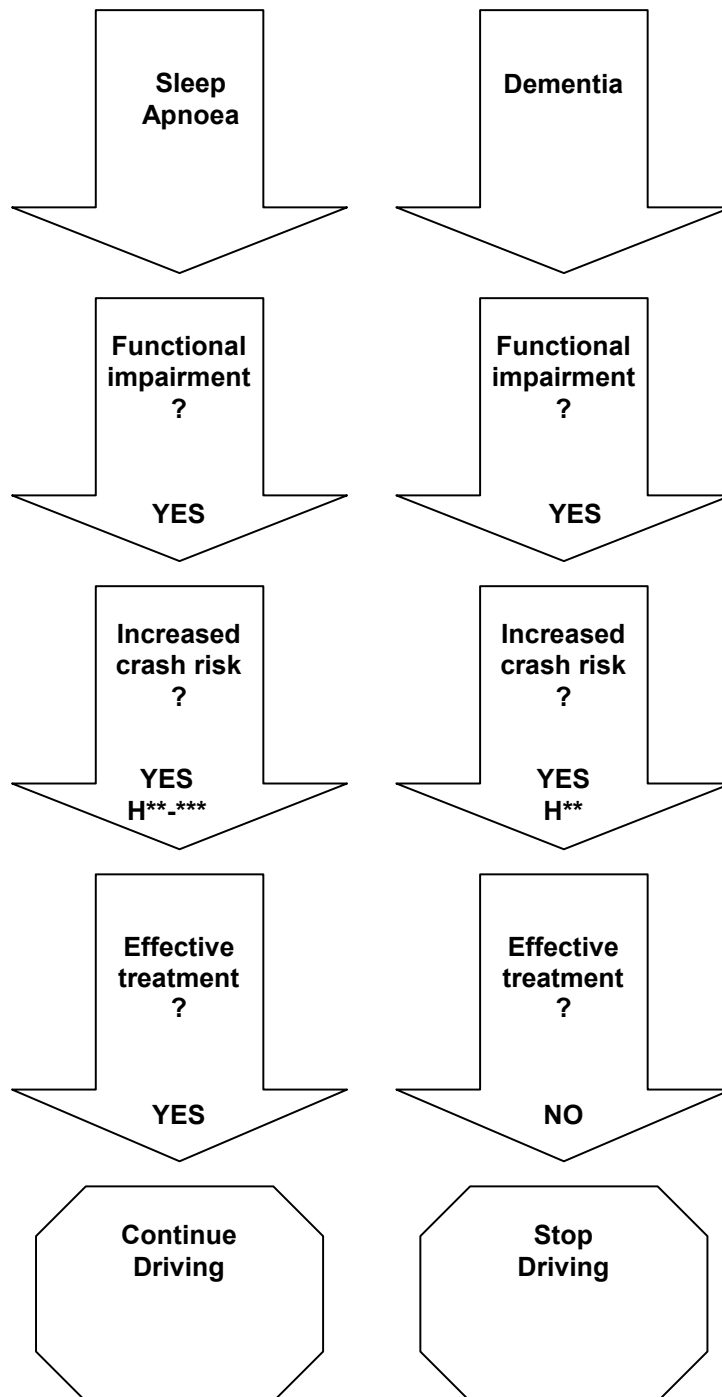 Sleep
Apnoea
Functional
impairment
?
YES
Increased
crash risk
?
YES
H**-***
Effective
treatment
?
YES
Continue
Driving
Dementia
Functional
impairment
?
YES
Increased
crash risk
?
YES
H**
Effective
treatment
?
NO
Stop
Driving